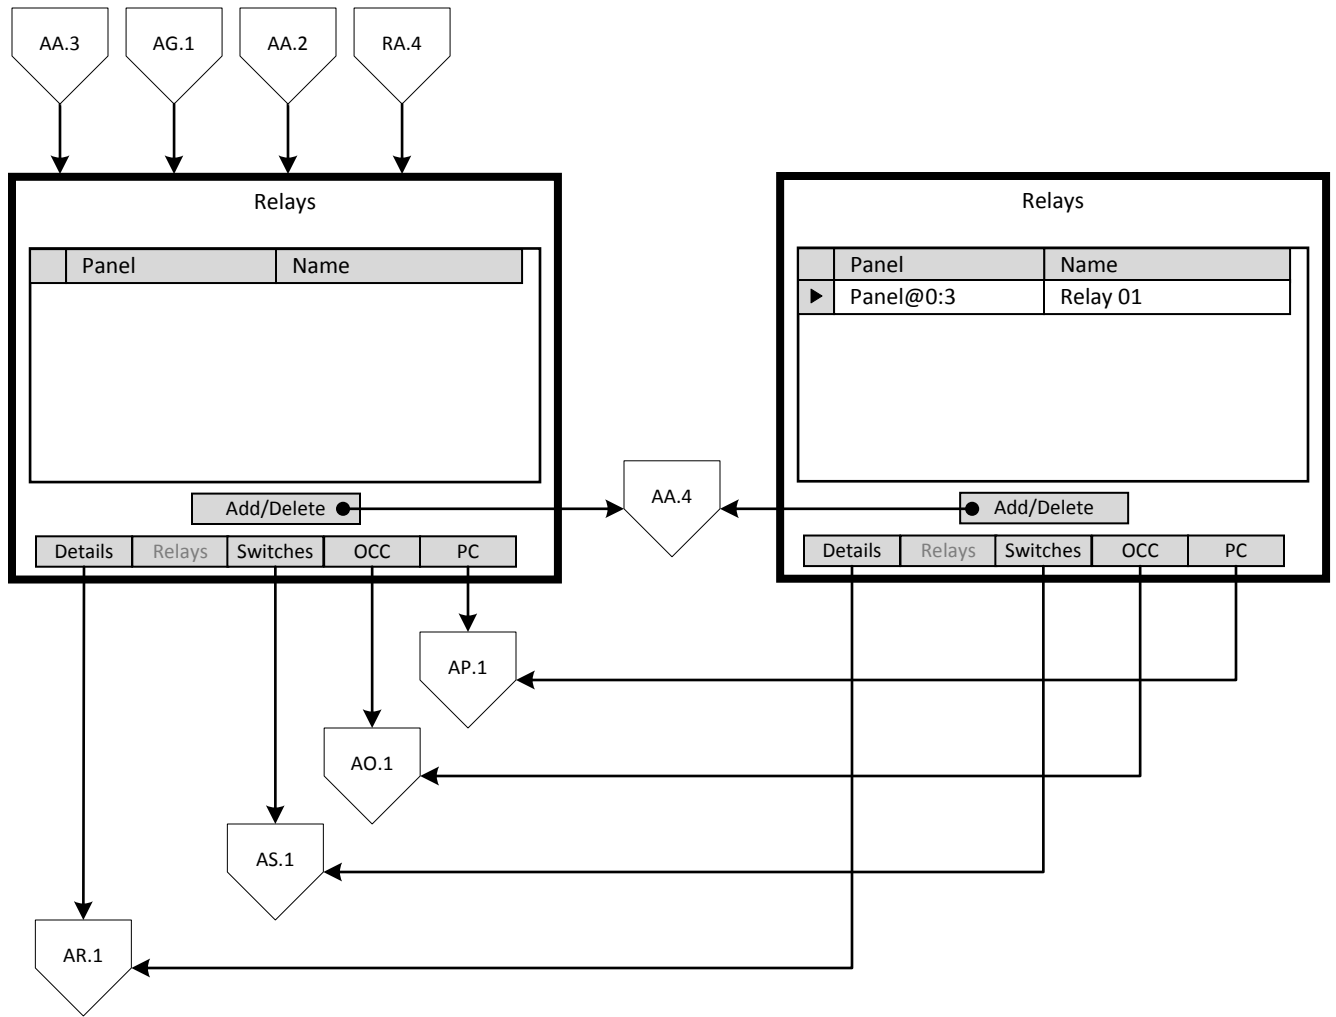 AA.3 AG.1 AA.2 RA.4
Relays
Panel Name
Add/Delete
Details Relays Switches OCC PC
Relays
Panel Name
Panel@0:3 Relay 01
Add/Delete
Details Relays Switches OCC PC
AA.4
AP.1
AO.1
AS.1
AR.1